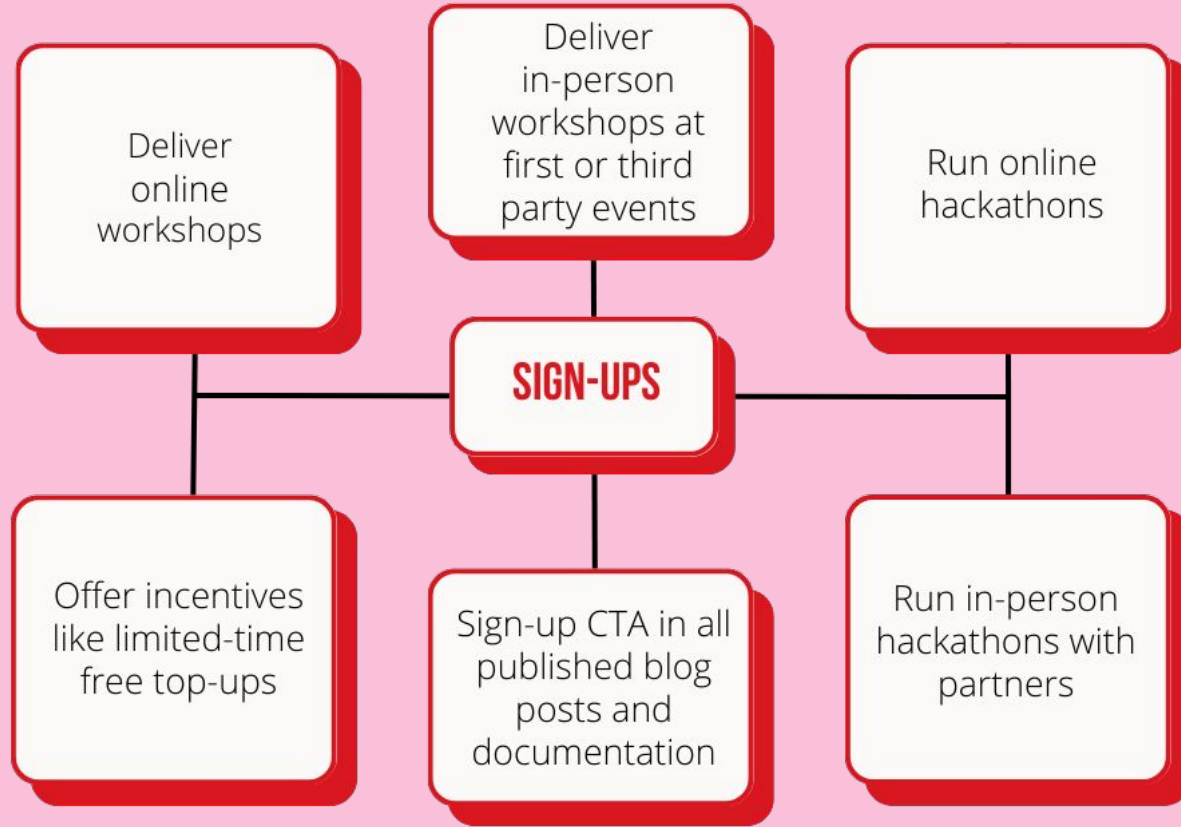 Deliver
online
workshops
Deliver
in-person
workshops at
first or third
party events
Run online
hackathons
SIGN-UPS
Offer incentives
like limited-time
free top-ups
Sign-up CTA in all
published blog
posts and
documentation
Run in-person
hackathons with
partners